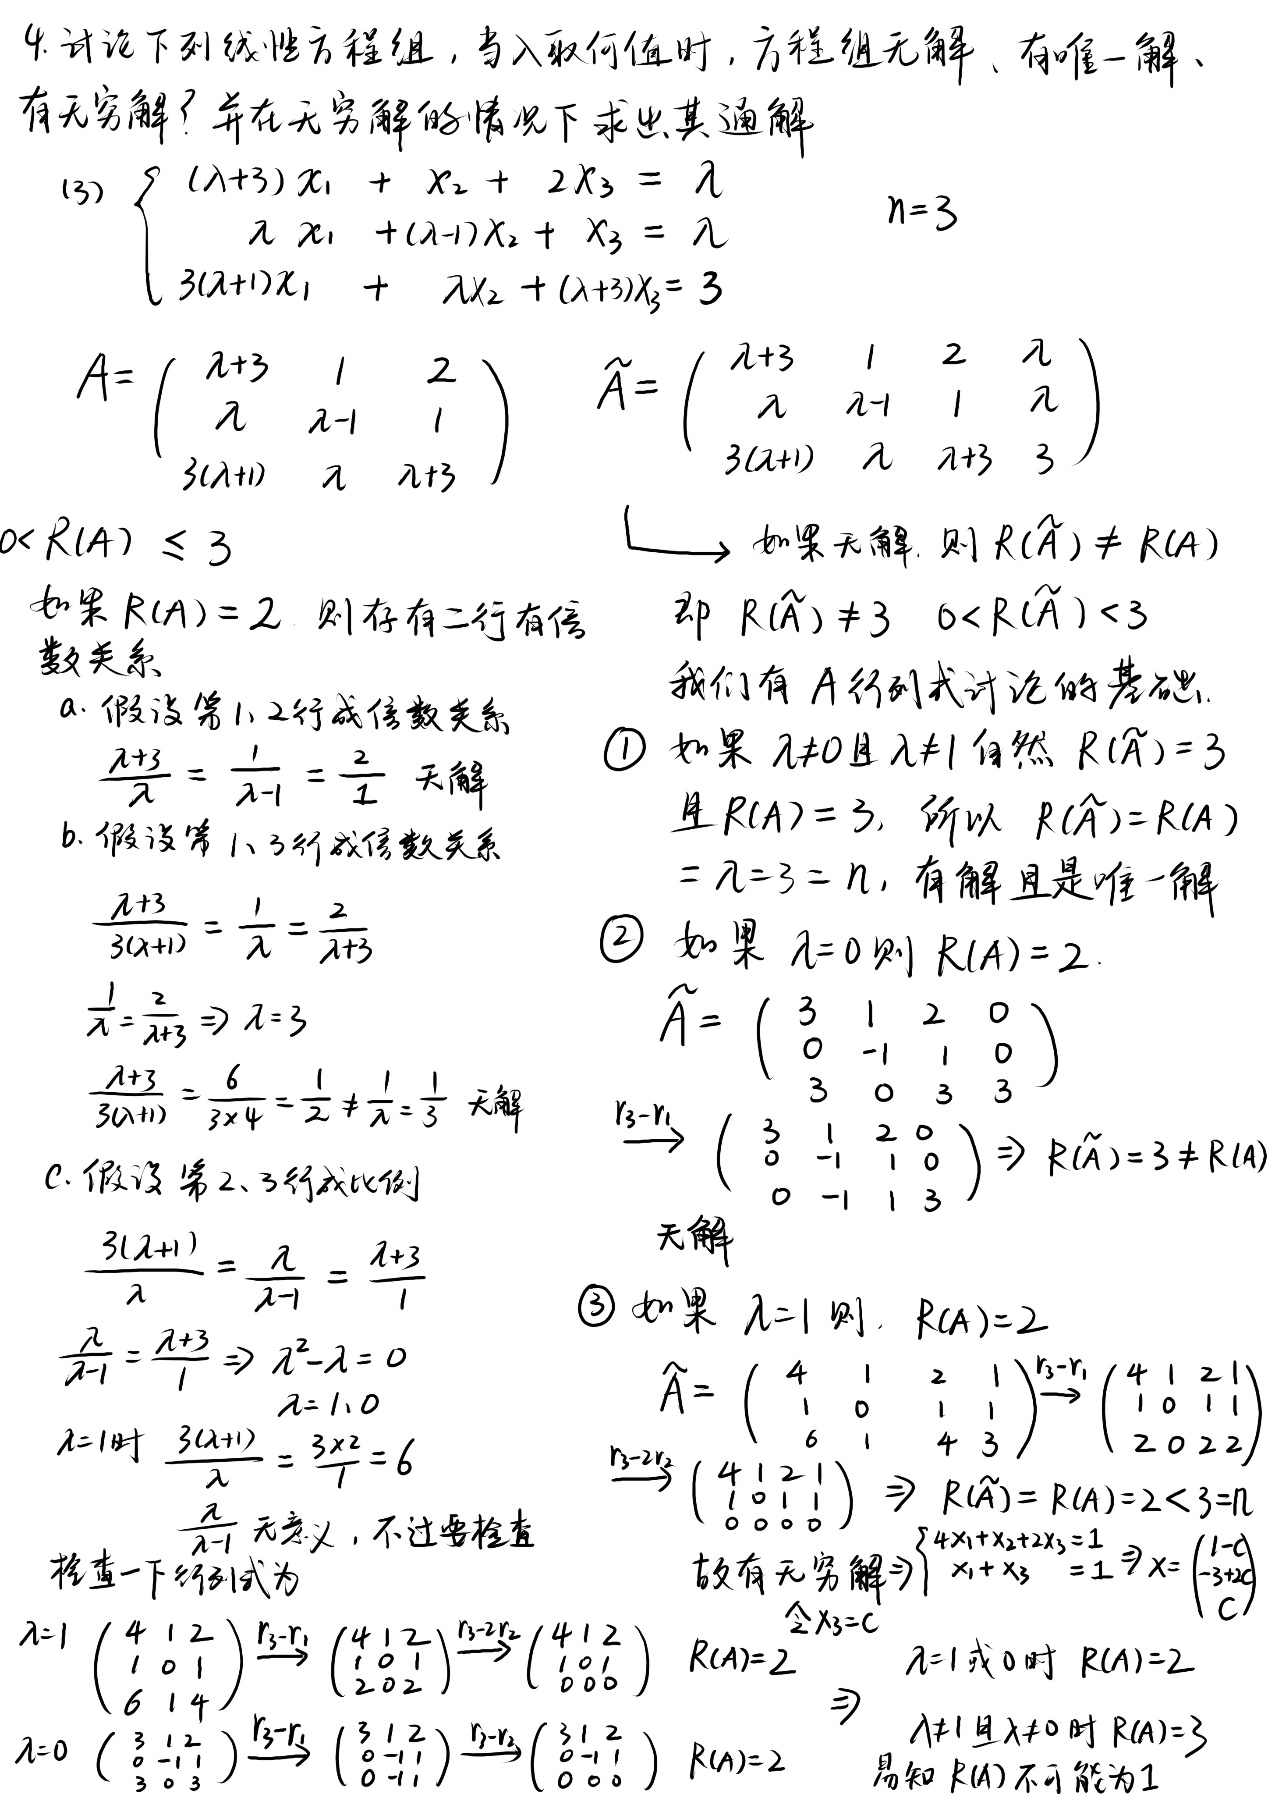 4. 讨论下列线性方程组,当λ取何值时,方程组无解、有唯一解、
有无穷解?并在无穷解的情况下求出其通解
(3) { (λ+3)x₁ + x₂ + 2x₃ = λ
λ x₁ +(λ-1)x₂ + x₃ = λ
3(λ+1)x₁ + λx₂ + (λ+3)x₃ = 3
n=3
A = ( λ+3 1 2
λ λ-1 1
3(λ+1) λ λ+3 )
Ã = ( λ+3 1 2 λ
λ λ-1 1 λ
3(λ+1) λ λ+3 3 )
0< R(A) ≤ 3
如果 R(A) = 2 则存有二行有倍
数关系
a. 假设第1、2行成倍数关系
(λ+3)/λ = 1/(λ-1) = 2/1 无解
b. 假设第1、3行成倍数关系
(λ+3)/3(λ+1) = 1/λ = 2/(λ+3)
1/λ = 2/(λ+3) ⇒ λ=3
(λ+3)/3(λ+1) = 6/(3×4) = 1/2 ≠ 1/λ = 1/3 无解
c. 假设第2、3行成比例
3(λ+1)/λ = λ/(λ-1) = (λ+3)/1
λ/(λ-1) = (λ+3)/1 ⇒ λ²-λ = 0
λ=1、0
λ=1时 3(λ+1)/λ = 3×2/1 = 6
λ/(λ-1) 无意义,不过要检查
检查一下行列式为
λ=1 ( 4 1 2
1 0 1
6 1 4 ) r₃-r₁ → ( 4 1 2
1 0 1
2 0 2 ) r₃-2r₂ → ( 4 1 2
1 0 1
0 0 0 ) R(A)=2
λ=0 ( 3 1 2
0 -1 1
3 0 3 ) r₃-r₁ → ( 3 1 2
0 -1 1
0 -1 1 ) r₃-r₂ → ( 3 1 2
0 -1 1
0 0 0 ) R(A)=2
⇒ λ=1或0时 R(A)=2
λ≠1且λ≠0时 R(A)=3
易知 R(A) 不可能为1
↳ 如果无解. 则 R(Ã) ≠ R(A)
即 R(Ã) ≠ 3 0<R(Ã)<3
我们有 A 行列式讨论的基础.
① 如果 λ≠0且λ≠1 自然 R(Ã)=3
且 R(A)=3, 所以 R(Ã)=R(A)
= λ=3=n, 有解且是唯一解
② 如果 λ=0 则 R(A)=2.
Ã = ( 3 1 2 0
0 -1 1 0
3 0 3 3 )
r₃-r₁ → ( 3 1 2 0
0 -1 1 0
0 -1 1 3 ) ⇒ R(Ã)=3≠R(A)
无解
③ 如果 λ=1 则. R(A)=2
Ã = ( 4 1 2 1
1 0 1 1
6 1 4 3 ) r₃-r₁ → ( 4 1 2 1
1 0 1 1
2 0 2 2 )
r₃-2r₂ → ( 4 1 2 1
1 0 1 1
0 0 0 0 ) ⇒ R(Ã)=R(A)=2<3=n
故有无穷解 ⇒ { 4x₁+x₂+2x₃=1
x₁+x₃ =1 ⇒ x= ( 1-c
-3+2c
c )
令x₃=c